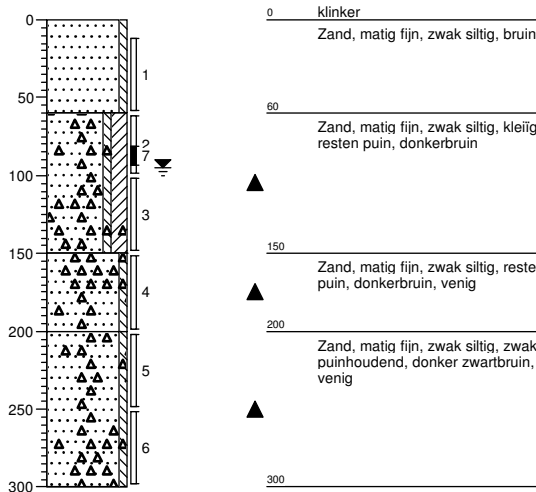 0
50
100
150
200
250
300
1
2
7
3
4
5
6
0
klinker
Zand, matig fijn, zwak siltig, bruin
60
Zand, matig fijn, zwak siltig, kleiïg
resten puin, donkerbruin
150
Zand, matig fijn, zwak siltig, reste
puin, donkerbruin, venig
200
Zand, matig fijn, zwak siltig, zwak
puinhoudend, donker zwartbruin,
venig
300